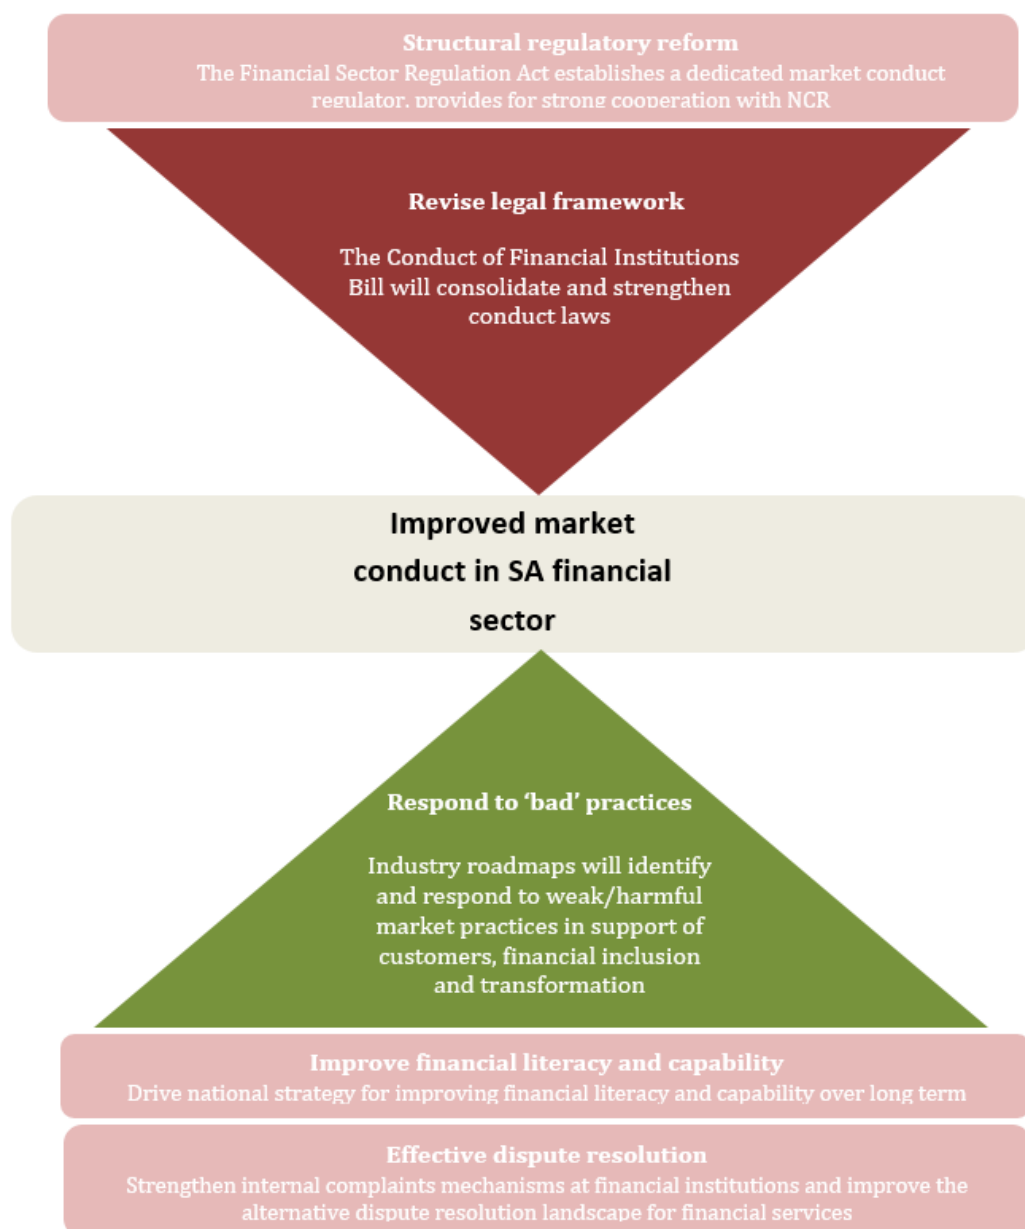 Structural regulatory reform
The Financial Sector Regulation Act establishes a dedicated market conduct
regulator, provides for strong cooperation with NCR
Revise legal framework
The Conduct of Financial Institutions
Bill will consolidate and strengthen
conduct laws
Improved market
conduct in SA financial
sector
Respond to ‘bad’ practices
Industry roadmaps will identify
and respond to weak/harmful
market practices in support of
customers, financial inclusion
and transformation
Improve financial literacy and capability
Drive national strategy for improving financial literacy and capability over long term
Effective dispute resolution
Strengthen internal complaints mechanisms at financial institutions and improve the
alternative dispute resolution landscape for financial services